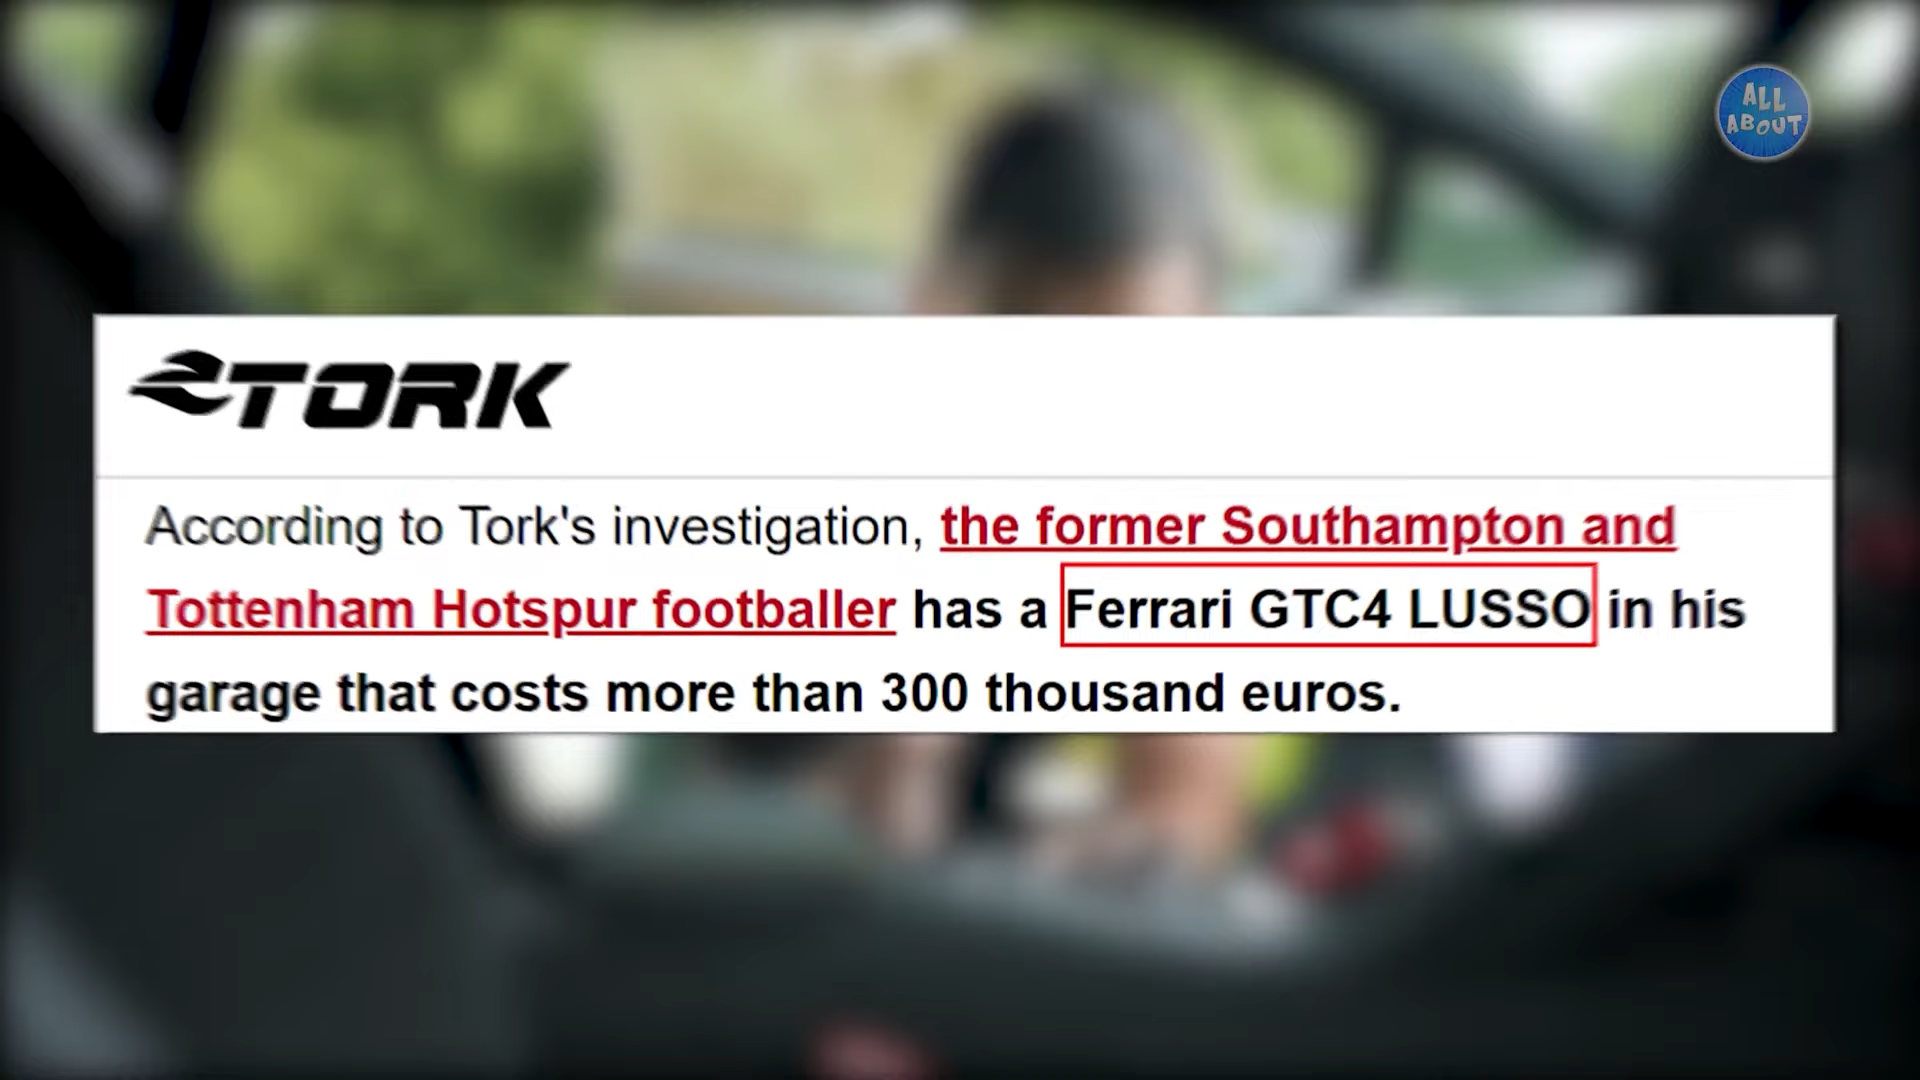 ALL
ABOUT
TORK
According to Tork's investigation, the former Southampton and
Tottenham Hotspur footballer has a Ferrari GTC4 LUSSO in his
garage that costs more than 300 thousand euros.